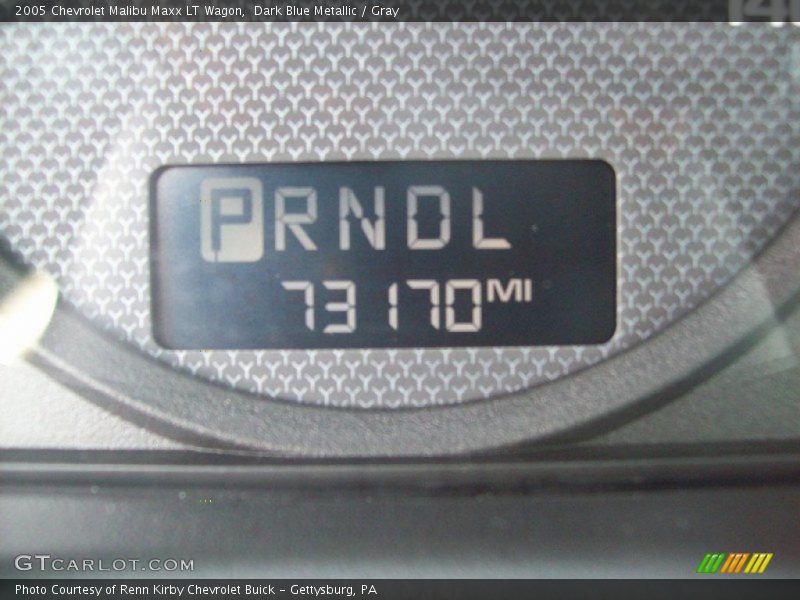 2005 Chevrolet Malibu Maxx LT Wagon, Dark Blue Metallic / Gray
PRNDL
73170MI
GTCARLOT.COM
Photo Courtesy of Renn Kirby Chevrolet Buick - Gettysburg, PA